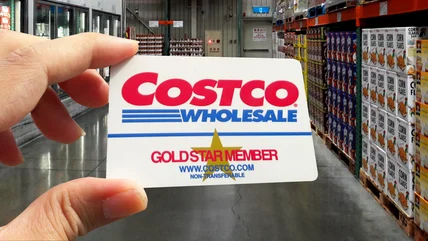 COSTCO
WHOLESALE
GOLD STAR MEMBER
WWW.COSTCO.COM
NON-TRANSFERABLE